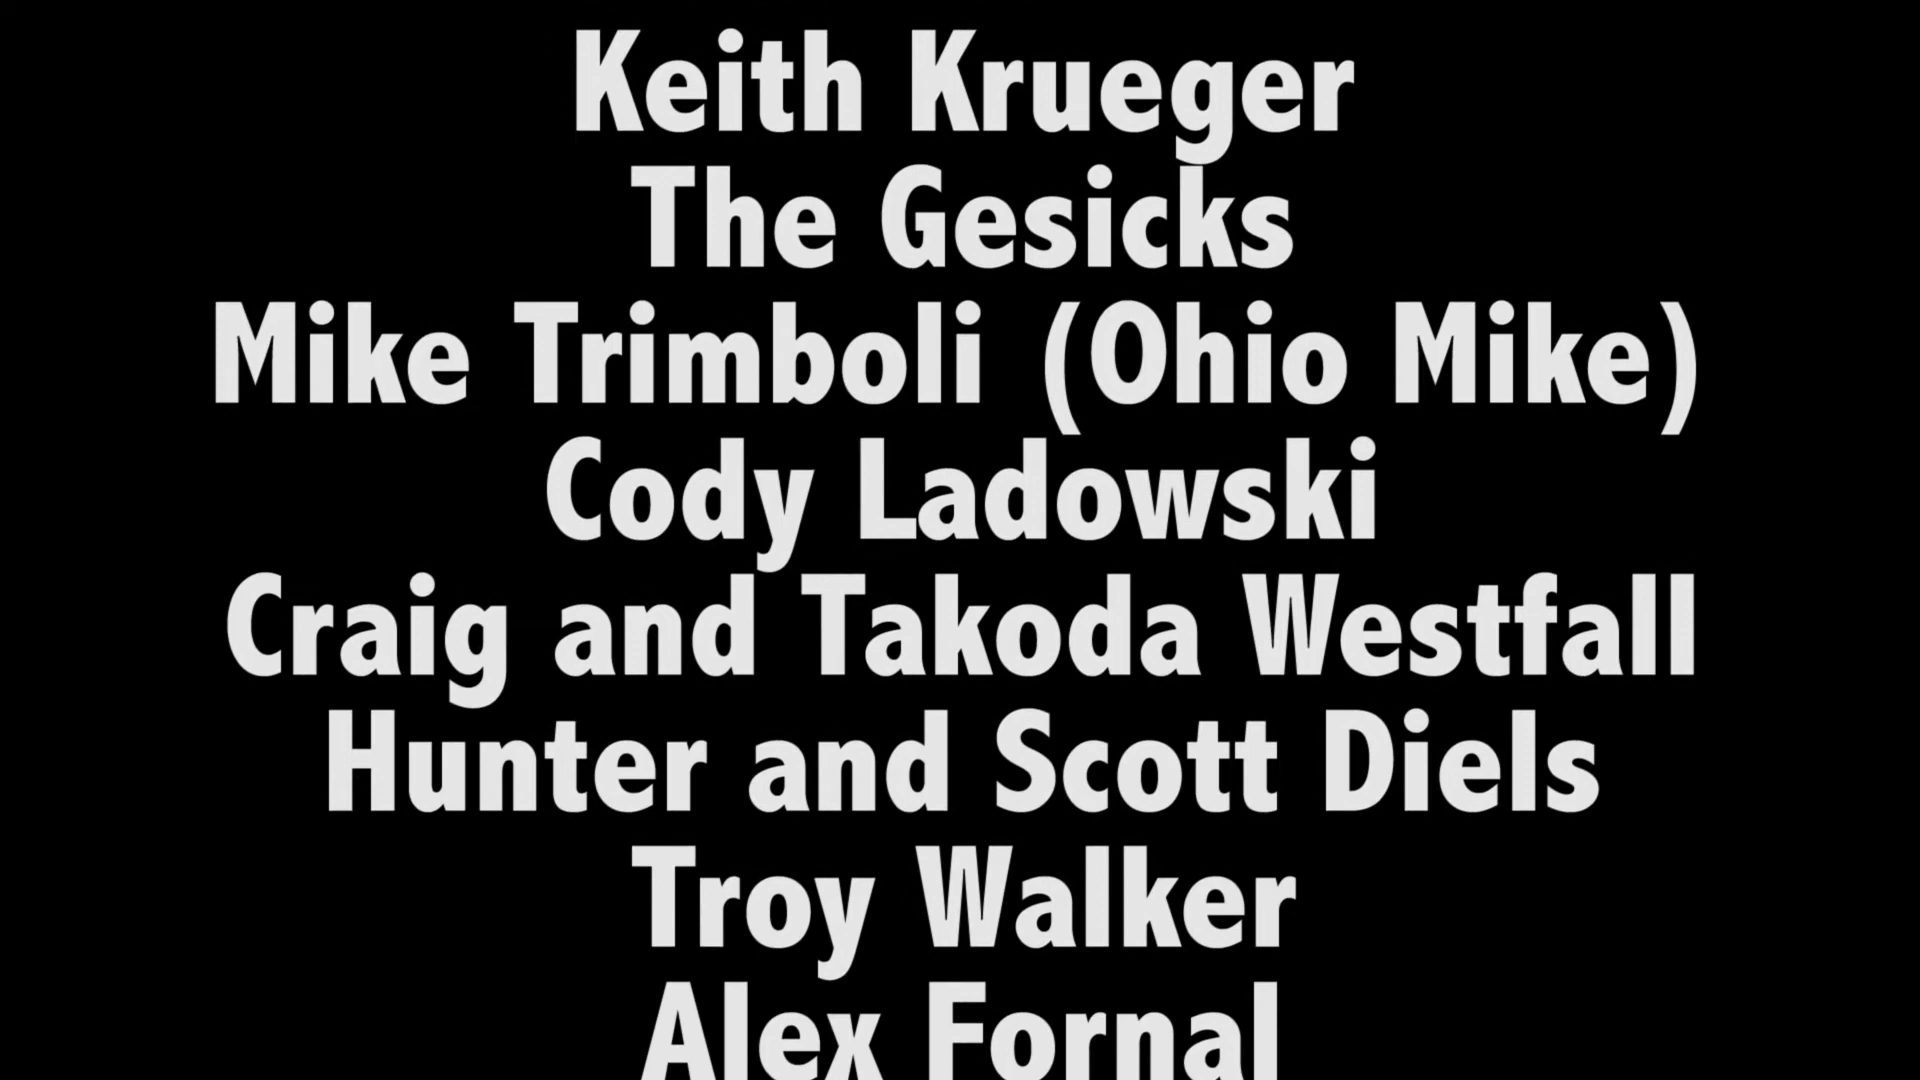 Keith Krueger
The Gesicks
Mike Trimboli (Ohio Mike)
Cody Ladowski
Craig and Takoda Westfall
Hunter and Scott Diels
Troy Walker
Alex Fornal